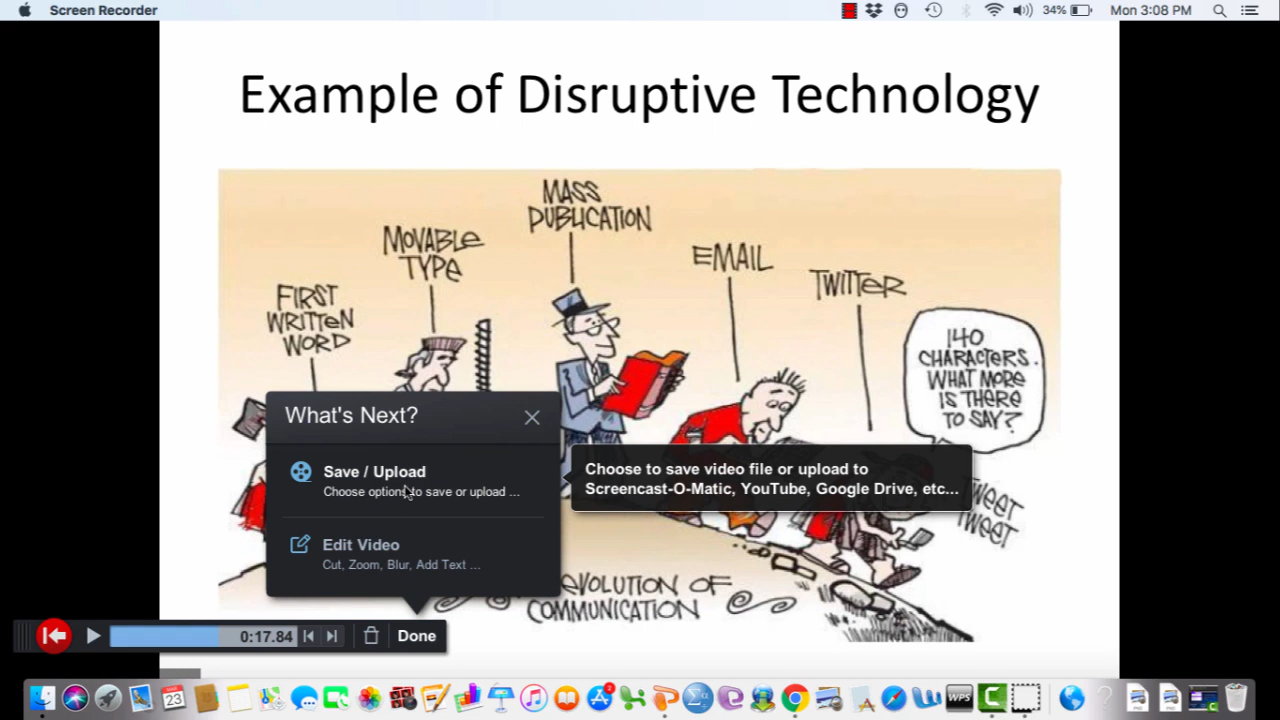 Screen Recorder
34%
Mon 3:08 PM
Example of Disruptive Technology
FIRST
WRITTEN
WORD
MOVABLE
TYPE
MASS
PUBLICATION
EMAIL
TWITTER
140
CHARACTERS.
WHAT MORE
IS THERE
TO SAY?
TWEET
TWEET
What's Next?
Save / Upload
Choose options to save or upload ...
Edit Video
Cut, Zoom, Blur, Add Text ...
Choose to save video file or upload to
Screencast-O-Matic, YouTube, Google Drive, etc...
EVOLUTION OF
COMMUNICATION
0:17.84
Done
23
2
WPS